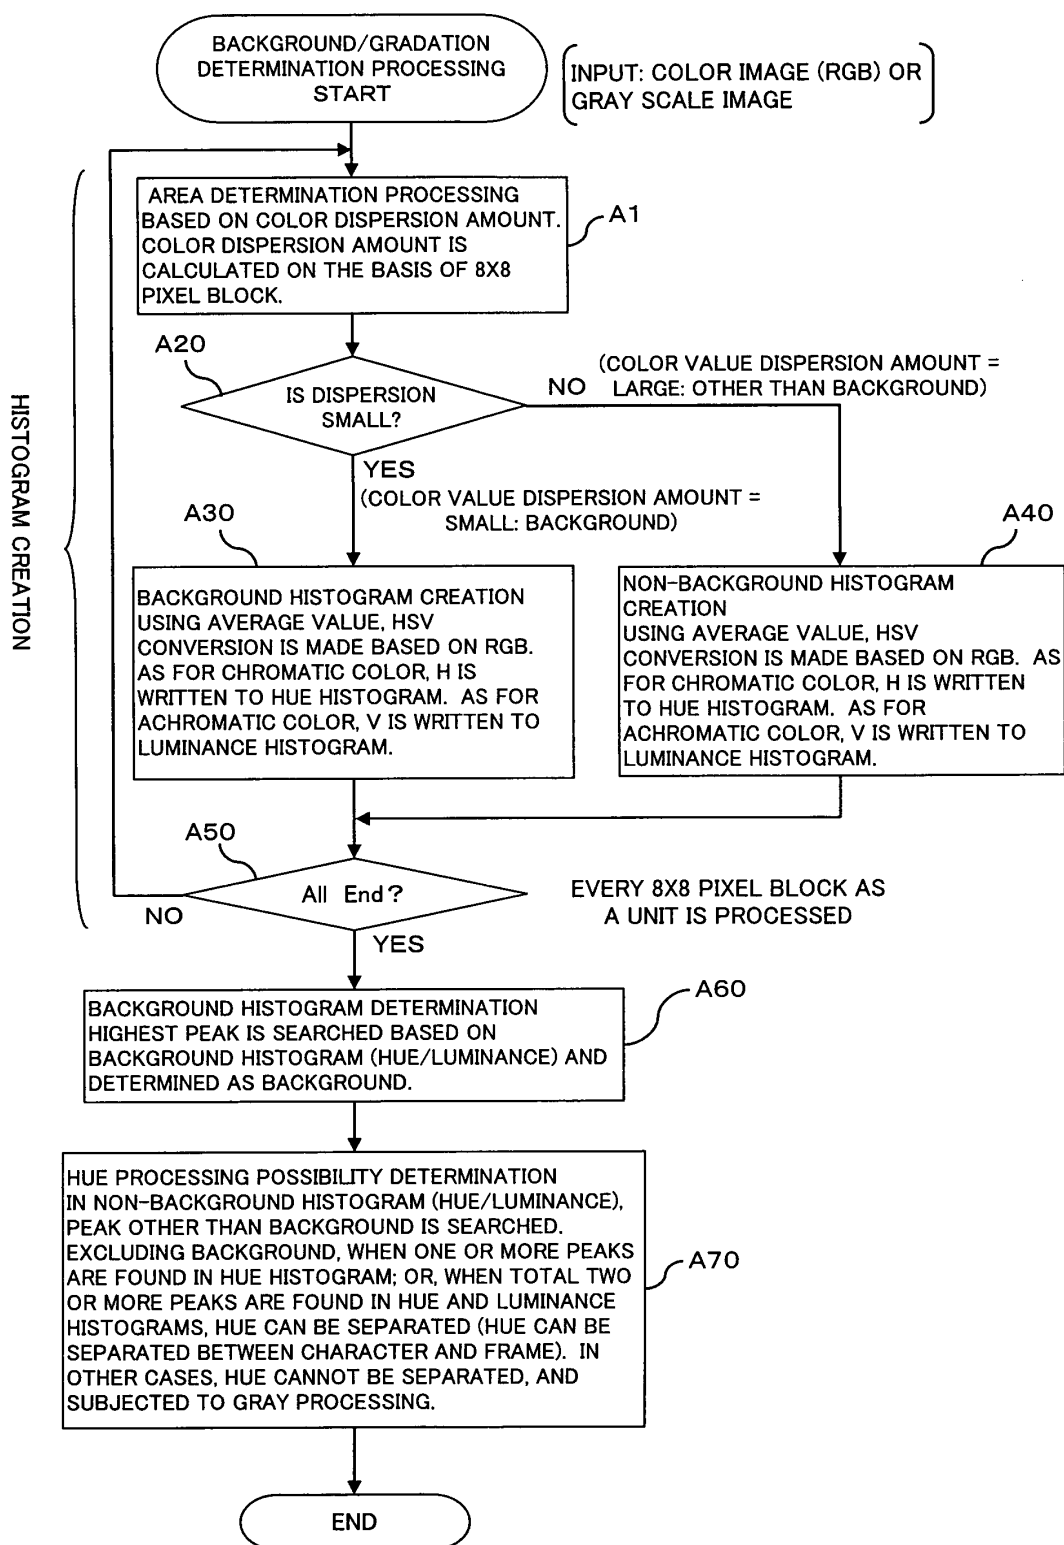 BACKGROUND/GRADATION
DETERMINATION PROCESSING
START
INPUT: COLOR IMAGE (RGB) OR
GRAY SCALE IMAGE
HISTOGRAM CREATION
AREA DETERMINATION PROCESSING
BASED ON COLOR DISPERSION AMOUNT.
COLOR DISPERSION AMOUNT IS
CALCULATED ON THE BASIS OF 8X8
PIXEL BLOCK.
A1
A20
IS DISPERSION
SMALL?
NO
(COLOR VALUE DISPERSION AMOUNT =
LARGE: OTHER THAN BACKGROUND)
YES
(COLOR VALUE DISPERSION AMOUNT =
SMALL: BACKGROUND)
A30
BACKGROUND HISTOGRAM CREATION
USING AVERAGE VALUE, HSV
CONVERSION IS MADE BASED ON RGB.
AS FOR CHROMATIC COLOR, H IS
WRITTEN TO HUE HISTOGRAM. AS FOR
ACHROMATIC COLOR, V IS WRITTEN TO
LUMINANCE HISTOGRAM.
A40
NON-BACKGROUND HISTOGRAM
CREATION
USING AVERAGE VALUE, HSV
CONVERSION IS MADE BASED ON RGB. AS
FOR CHROMATIC COLOR, H IS WRITTEN
TO HUE HISTOGRAM. AS FOR
ACHROMATIC COLOR, V IS WRITTEN TO
LUMINANCE HISTOGRAM.
A50
All End?
NO
YES
EVERY 8X8 PIXEL BLOCK AS
A UNIT IS PROCESSED
A60
BACKGROUND HISTOGRAM DETERMINATION
HIGHEST PEAK IS SEARCHED BASED ON
BACKGROUND HISTOGRAM (HUE/LUMINANCE) AND
DETERMINED AS BACKGROUND.
HUE PROCESSING POSSIBILITY DETERMINATION
IN NON-BACKGROUND HISTOGRAM (HUE/LUMINANCE),
PEAK OTHER THAN BACKGROUND IS SEARCHED.
EXCLUDING BACKGROUND, WHEN ONE OR MORE PEAKS
ARE FOUND IN HUE HISTOGRAM; OR, WHEN TOTAL TWO
OR MORE PEAKS ARE FOUND IN HUE AND LUMINANCE
HISTOGRAMS, HUE CAN BE SEPARATED (HUE CAN BE
SEPARATED BETWEEN CHARACTER AND FRAME). IN
OTHER CASES, HUE CANNOT BE SEPARATED, AND
SUBJECTED TO GRAY PROCESSING.
A70
END